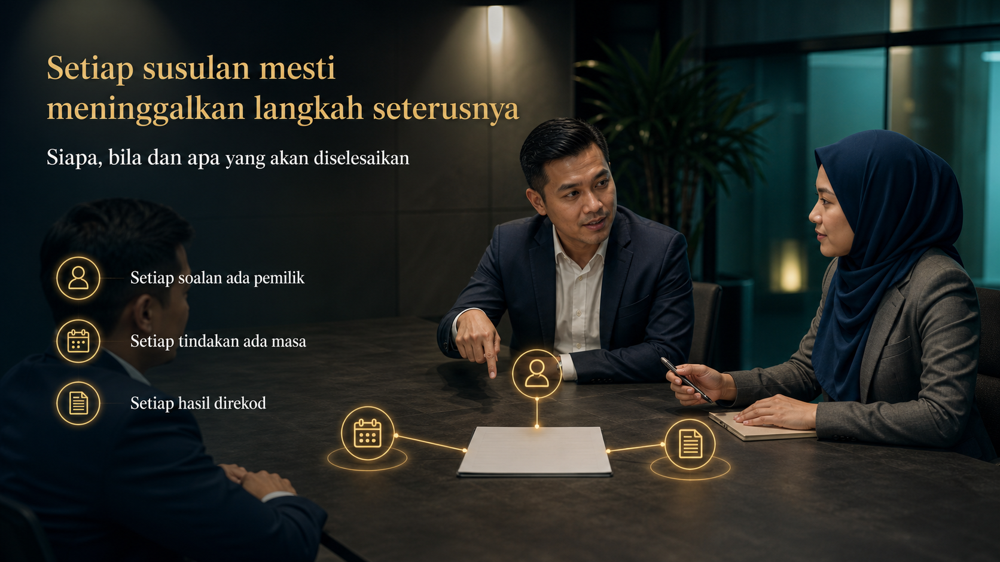 Setiap susulan mesti
meninggalkan langkah seterusnya
Siapa, bila dan apa yang akan diselesaikan
Setiap soalan ada pemilik
Setiap tindakan ada masa
Setiap hasil direkod